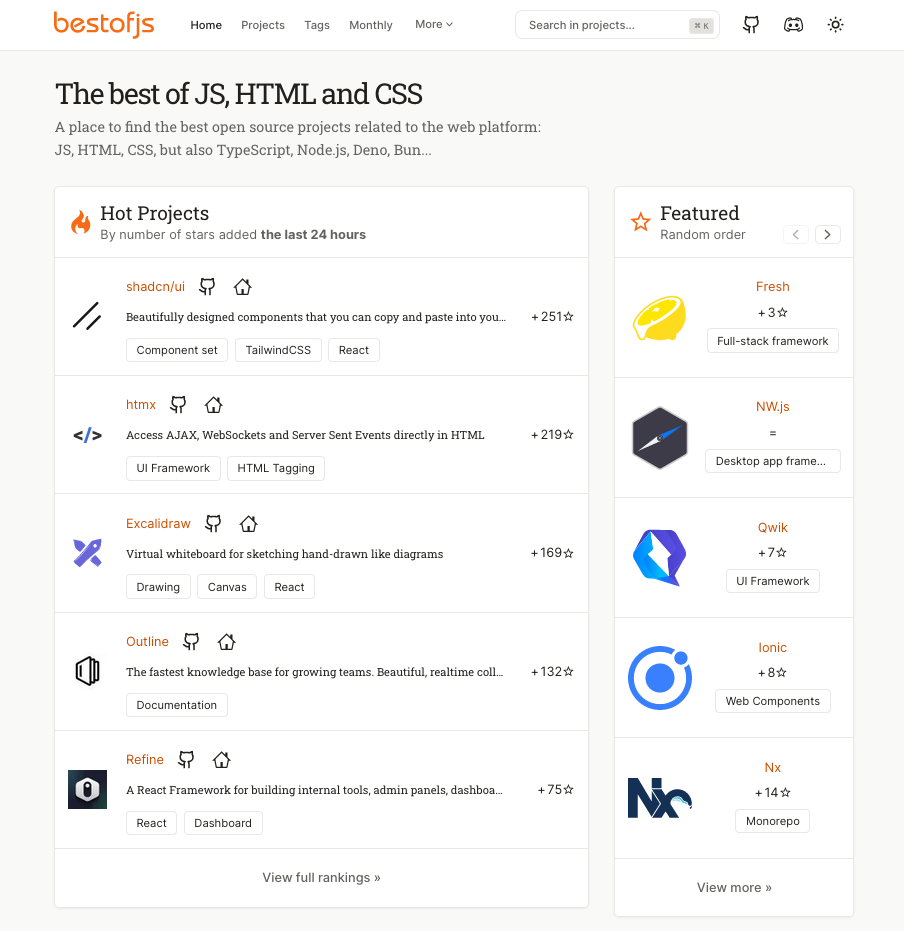 bestofjs
Home Projects Tags Monthly More Search in projects... ⌘ K
The best of JS, HTML and CSS
A place to find the best open source projects related to the web platform:
JS, HTML, CSS, but also TypeScript, Node.js, Deno, Bun...
Hot Projects
By number of stars added the last 24 hours
shadcn/ui
Beautifully designed components that you can copy and paste into you... +251☆
Component set TailwindCSS React
htmx
</>
Access AJAX, WebSockets and Server Sent Events directly in HTML +219☆
UI Framework HTML Tagging
Excalidraw
Virtual whiteboard for sketching hand-drawn like diagrams +169☆
Drawing Canvas React
Outline
The fastest knowledge base for growing teams. Beautiful, realtime coll... +132☆
Documentation
Refine
A React Framework for building internal tools, admin panels, dashboa... +75☆
React Dashboard
View full rankings »
Featured
Random order
Fresh
+3☆
Full-stack framework
NW.js
=
Desktop app frame...
Qwik
+7☆
UI Framework
Ionic
+8☆
Web Components
Nx
Nx
+14☆
Monorepo
View more »